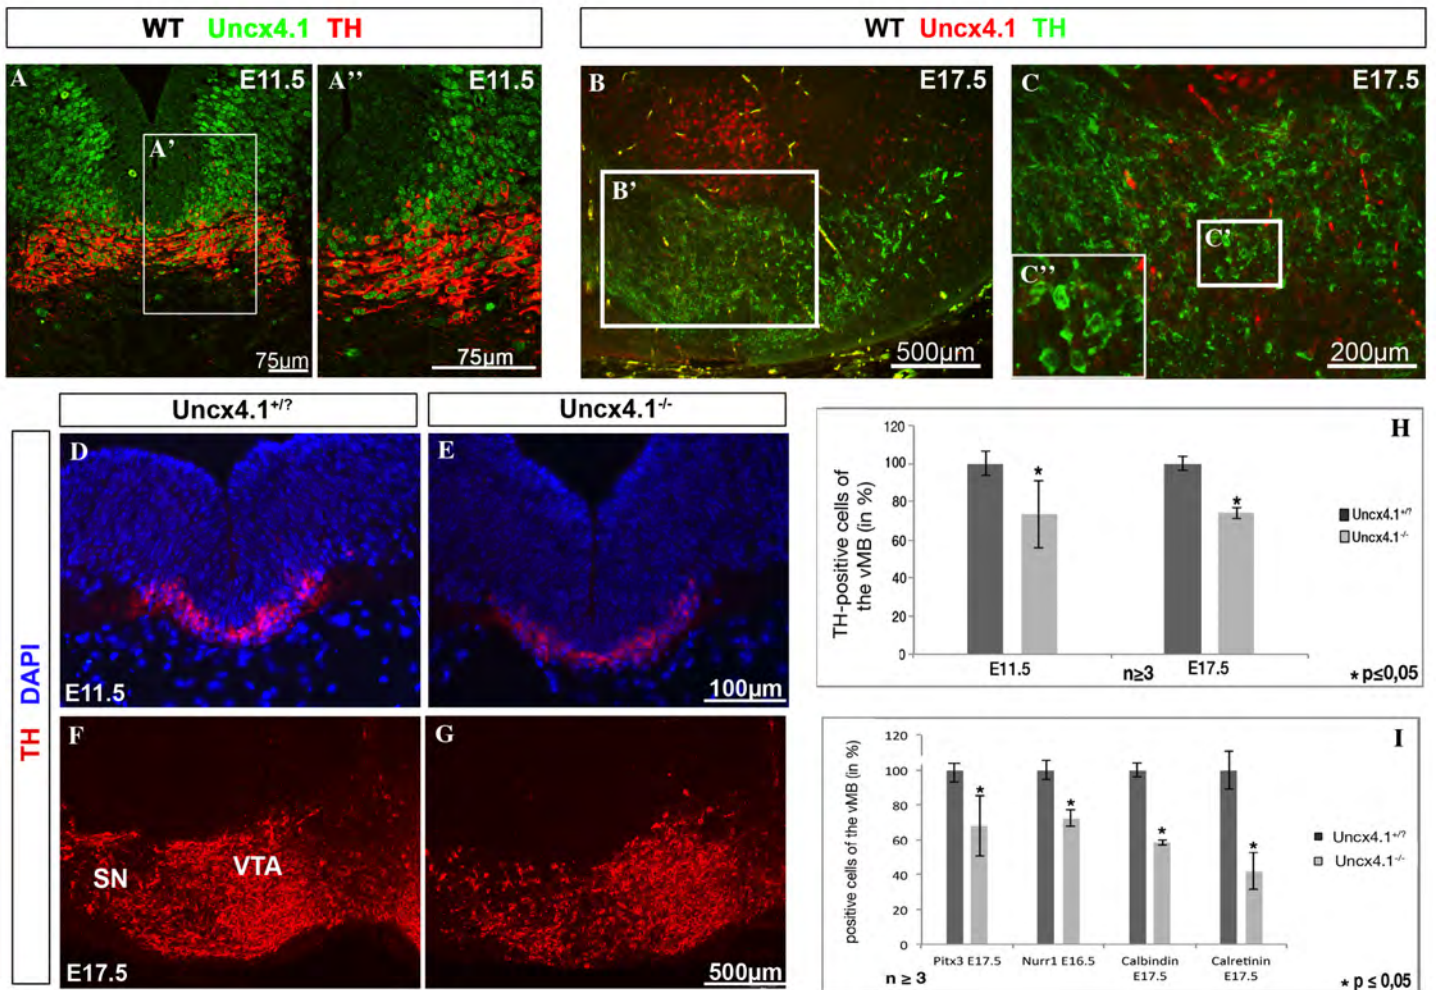 WT Uncx4.1 TH
WT Uncx4.1 TH
A
E11.5
A'
75µm
A''
E11.5
75µm
B
E17.5
B'
500µm
C
E17.5
C'
C''
200µm
Uncx4.1+/?
Uncx4.1-/-
TH DAPI
D
E11.5
E
100µm
F
SN
VTA
E17.5
G
500µm
H
TH-positive cells of
the vMB (in %)
120
100
80
60
40
20
0
E11.5
n≥3
E17.5
Uncx4.1+/?
Uncx4.1-/-
* * 
* p≤0,05
I
positive cells of the vMB (in %)
120
100
80
60
40
20
0
* * * *
Pitx3 E17.5
Nurr1 E16.5
Calbindin
E17.5
Calretinin
E17.5
Uncx4.1+/?
Uncx4.1-/-
n ≥ 3
* p ≤ 0,05